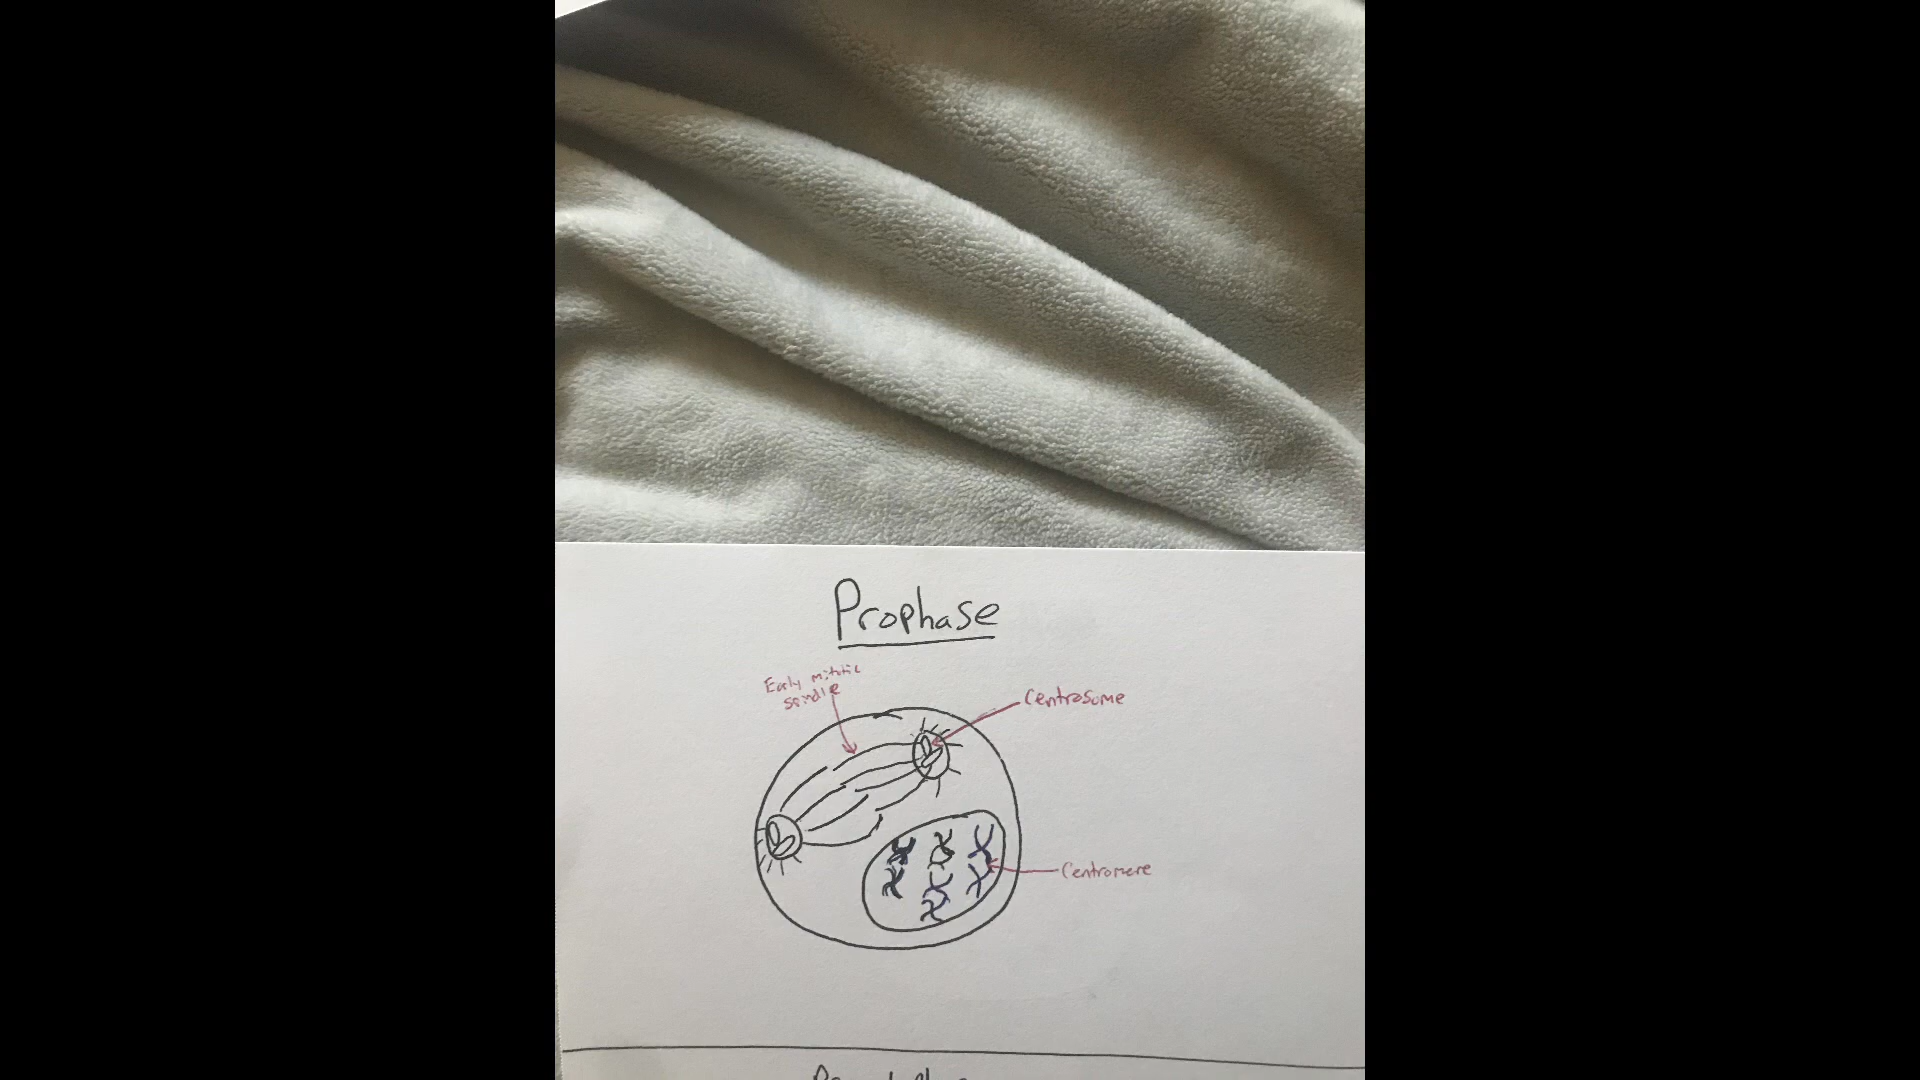 Prophase
Early mitotic
spindle
Centrosome
Centromere